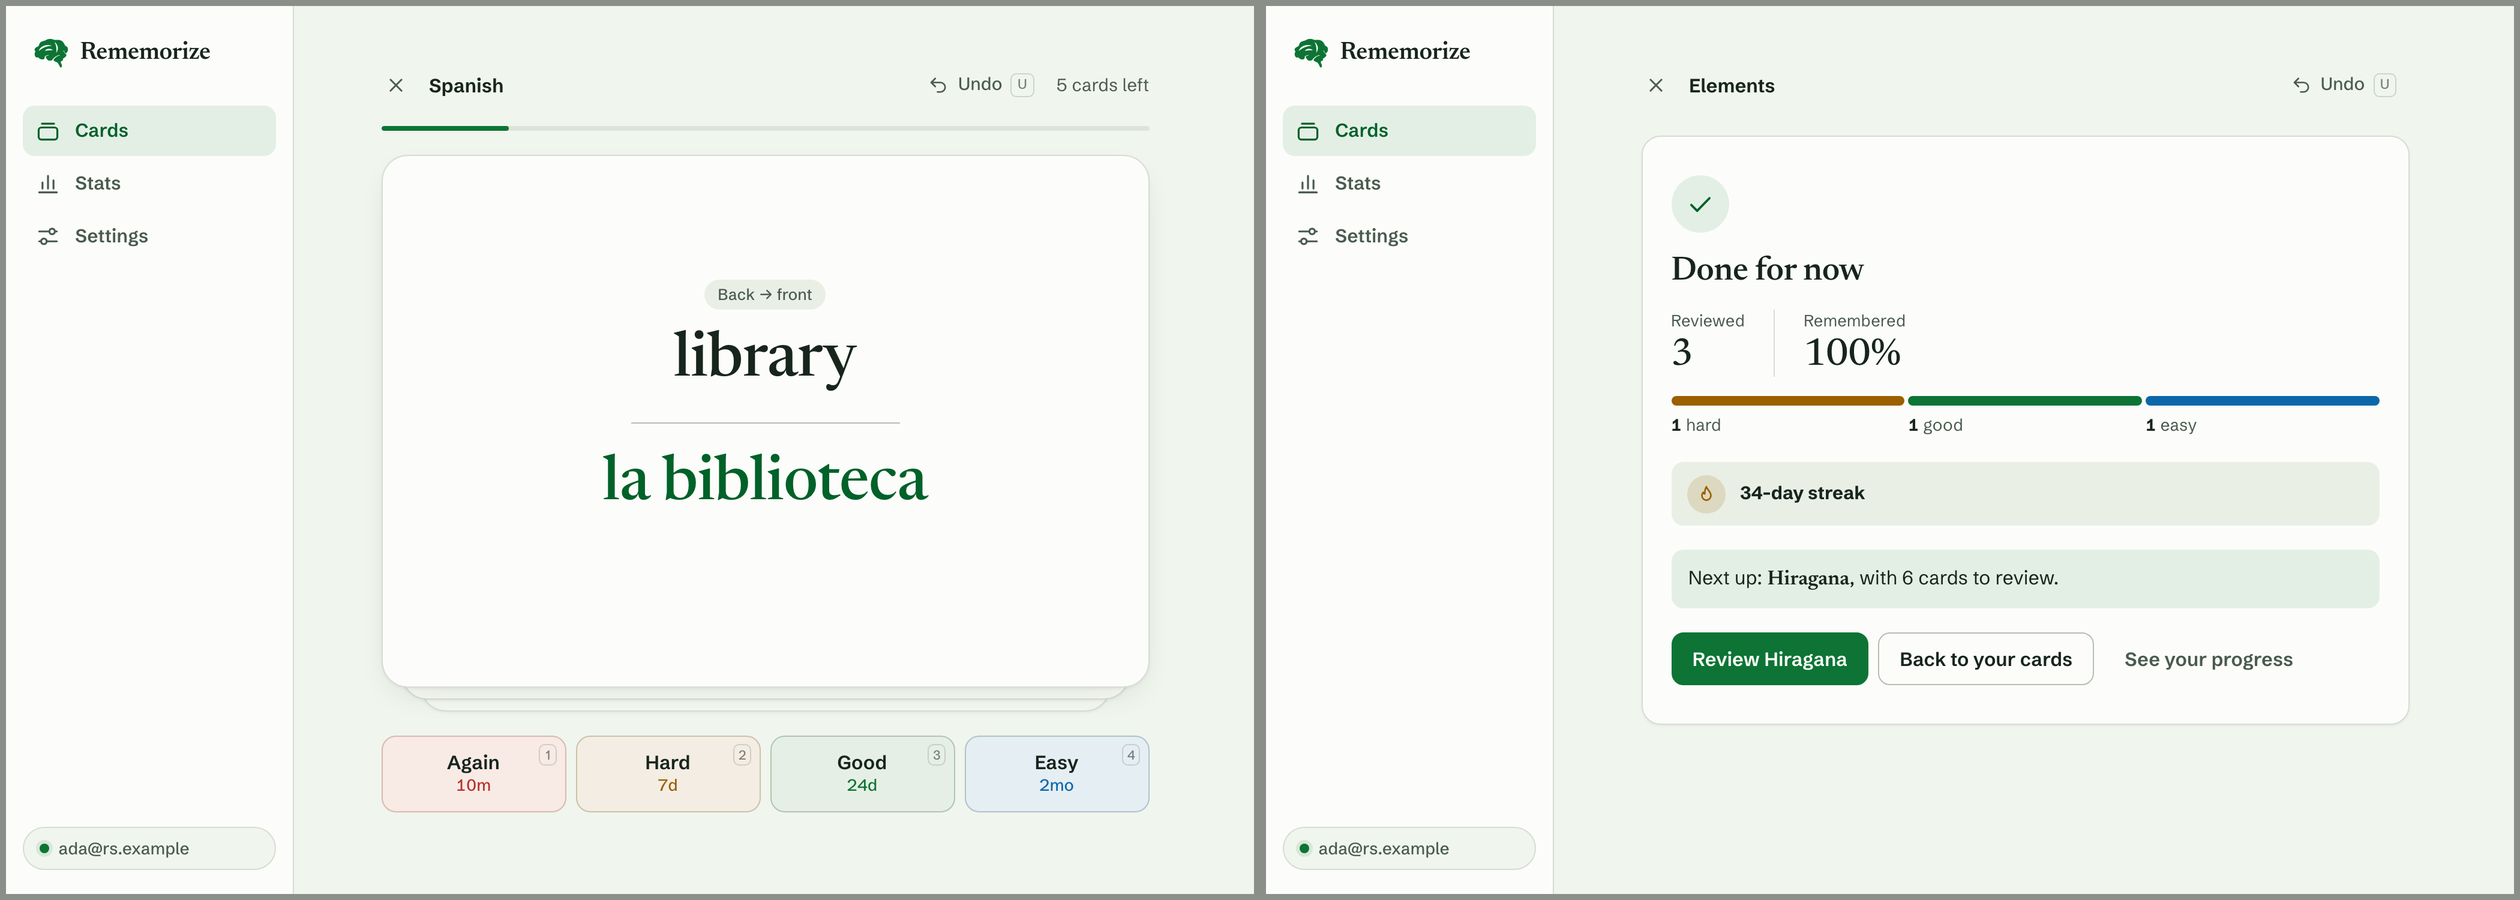 Rememorize
Cards
Stats
Settings
ada@rs.example
Spanish
Undo U 5 cards left
Back → front
library
la biblioteca
Again 1
10m
Hard 2
7d
Good 3
24d
Easy 4
2mo
Rememorize
Cards
Stats
Settings
ada@rs.example
Elements
Undo U
Done for now
Reviewed
3
Remembered
100%
1 hard
1 good
1 easy
34-day streak
Next up: Hiragana, with 6 cards to review.
Review Hiragana
Back to your cards
See your progress